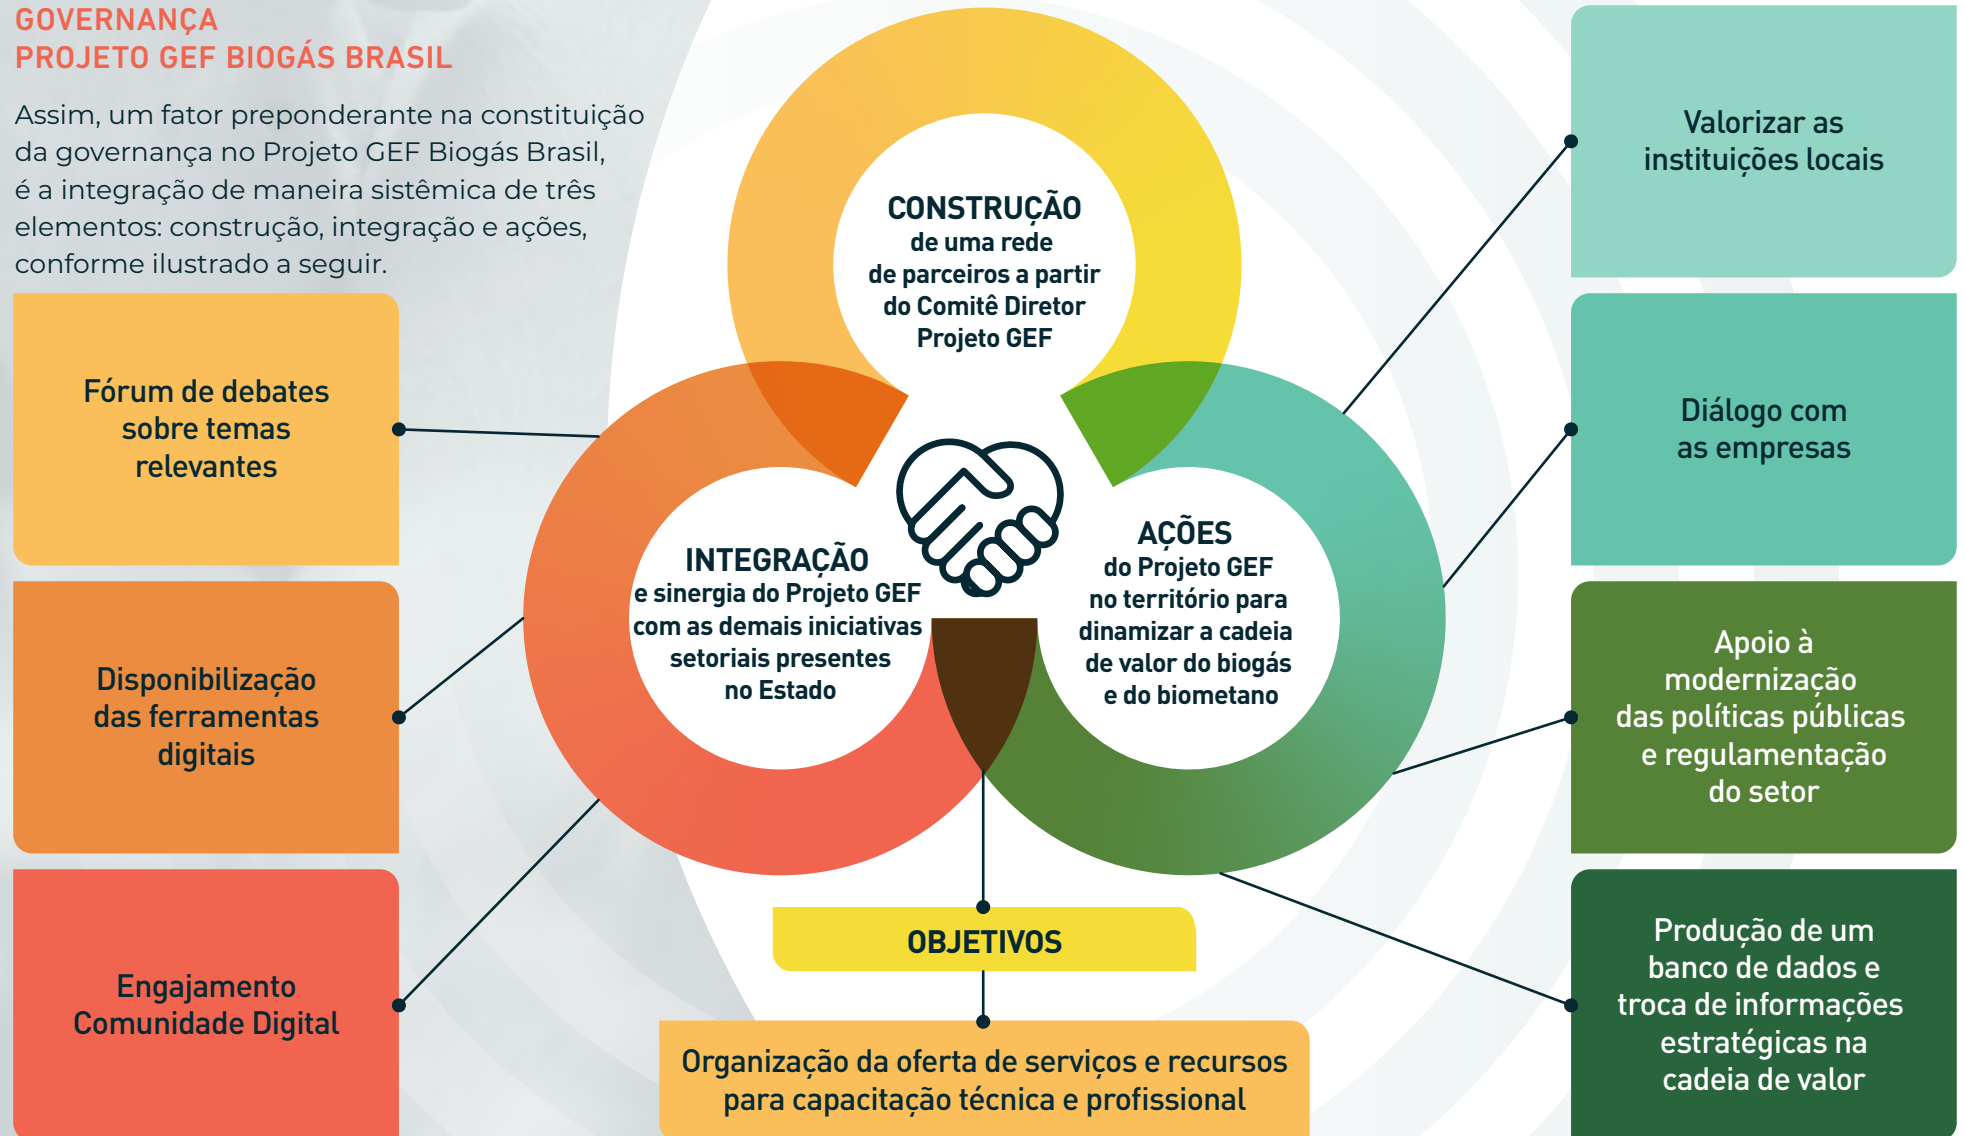 GOVERNANÇA
PROJETO GEF BIOGÁS BRASIL
Assim, um fator preponderante na constituição
da governança no Projeto GEF Biogás Brasil,
é a integração de maneira sistêmica de três
elementos: construção, integração e ações,
conforme ilustrado a seguir.
Fórum de debates
sobre temas
relevantes
Disponibilização
das ferramentas
digitais
Engajamento
Comunidade Digital
CONSTRUÇÃO
de uma rede
de parceiros a partir
do Comitê Diretor
Projeto GEF
INTEGRAÇÃO
e sinergia do Projeto GEF
com as demais iniciativas
setoriais presentes
no Estado
AÇÕES
do Projeto GEF
no território para
dinamizar a cadeia
de valor do biogás
e do biometano
OBJETIVOS
Organização da oferta de serviços e recursos
para capacitação técnica e profissional
Valorizar as
instituições locais
Diálogo com
as empresas
Apoio à
modernização
das políticas públicas
e regulamentação
do setor
Produção de um
banco de dados e
troca de informações
estratégicas na
cadeia de valor